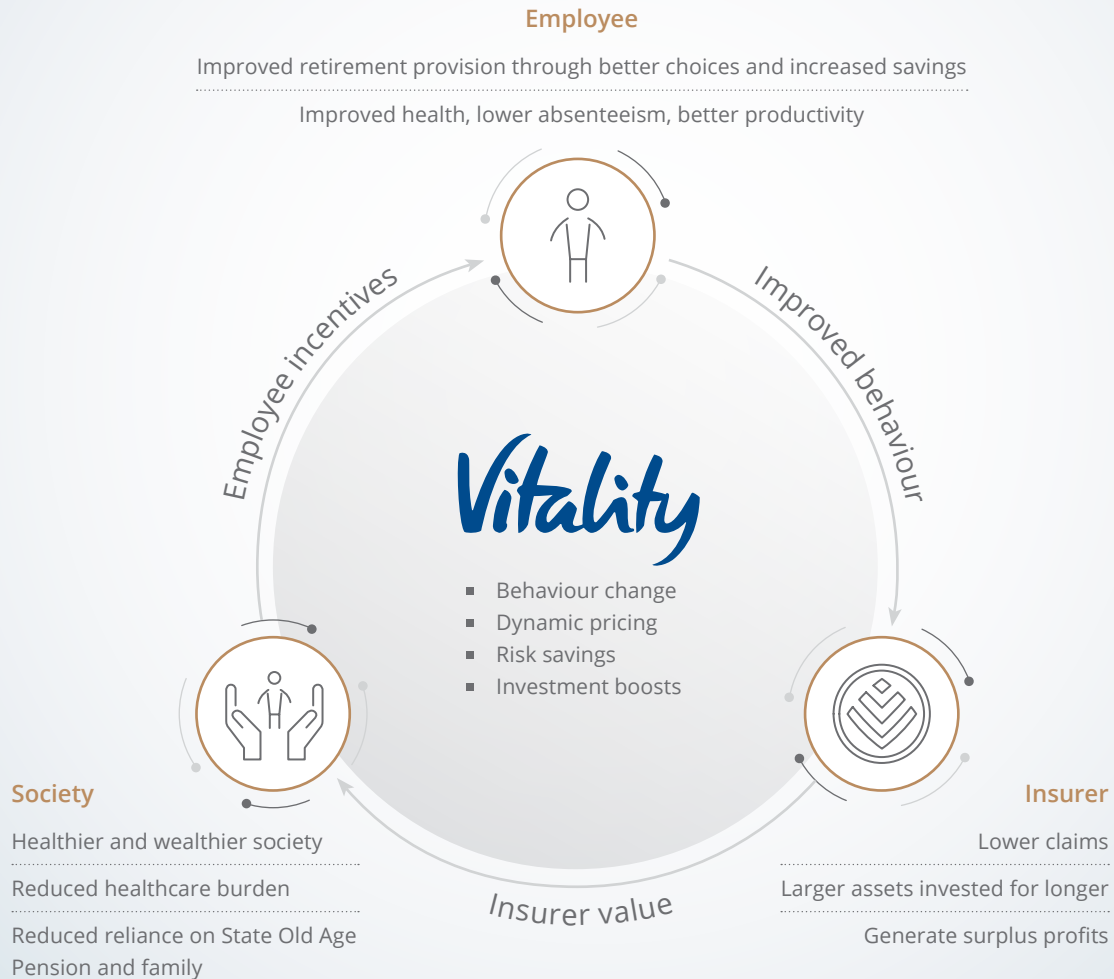 Employee
Improved retirement provision through better choices and increased savings
Improved health, lower absenteeism, better productivity
Employee incentives
Improved behaviour
Vitality
Behaviour change
Dynamic pricing
Risk savings
Investment boosts
Society
Healthier and wealthier society
Reduced healthcare burden
Reduced reliance on State Old Age
Pension and family
Insurer value
Insurer
Lower claims
Larger assets invested for longer
Generate surplus profits